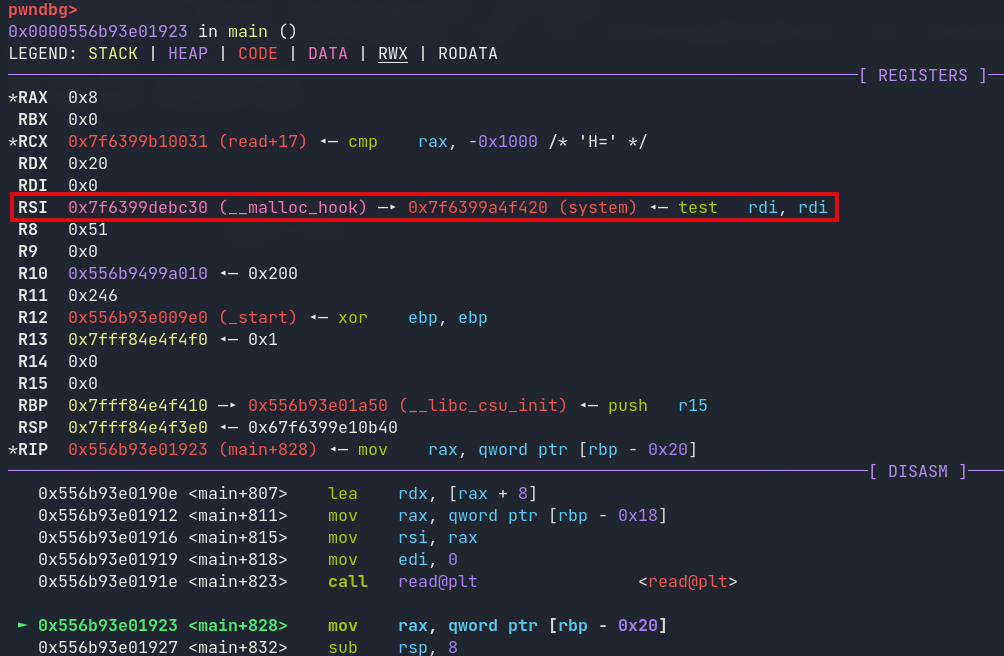 pwndbg>
0x0000556b93e01923 in main ()
LEGEND: STACK | HEAP | CODE | DATA | RWX | RODATA
[ REGISTERS ]
*RAX  0x8
RBX  0x0
*RCX  0x7f6399b10031 (read+17) ◂— cmp    rax, -0x1000 /* 'H=' */
RDX  0x20
RDI  0x0
RSI  0x7f6399debc30 (__malloc_hook) —▸ 0x7f6399a4f420 (system) ◂— test   rdi, rdi
R8   0x51
R9   0x0
R10  0x556b9499a010 ◂— 0x200
R11  0x246
R12  0x556b93e009e0 (_start) ◂— xor    ebp, ebp
R13  0x7fff84e4f4f0 ◂— 0x1
R14  0x0
R15  0x0
RBP  0x7fff84e4f410 —▸ 0x556b93e01a50 (__libc_csu_init) ◂— push   r15
RSP  0x7fff84e4f3e0 ◂— 0x67f6399e10b40
*RIP  0x556b93e01923 (main+828) ◂— mov    rax, qword ptr [rbp - 0x20]
[ DISASM ]
0x556b93e0190e <main+807>    lea    rdx, [rax + 8]
0x556b93e01912 <main+811>    mov    rax, qword ptr [rbp - 0x18]
0x556b93e01916 <main+815>    mov    rsi, rax
0x556b93e01919 <main+818>    mov    edi, 0
0x556b93e0191e <main+823>    call   read@plt                <read@plt>
► 0x556b93e01923 <main+828>    mov    rax, qword ptr [rbp - 0x20]
0x556b93e01927 <main+832>    sub    rsp, 8